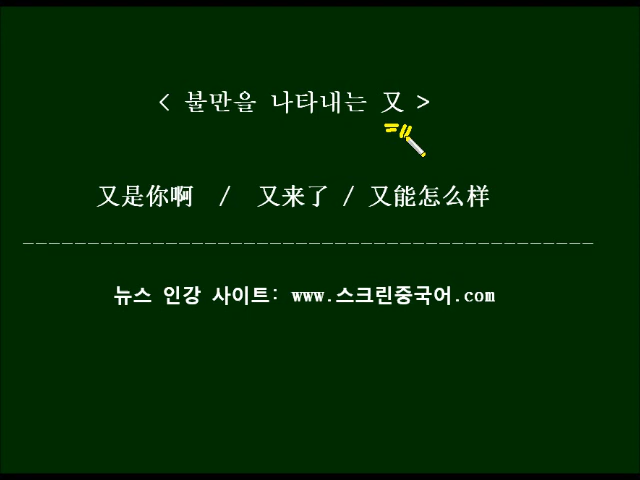 < 불만을 나타내는 又 >
又是你啊 / 又来了 / 又能怎么样
뉴스 인강 사이트: www.스크린중국어.com